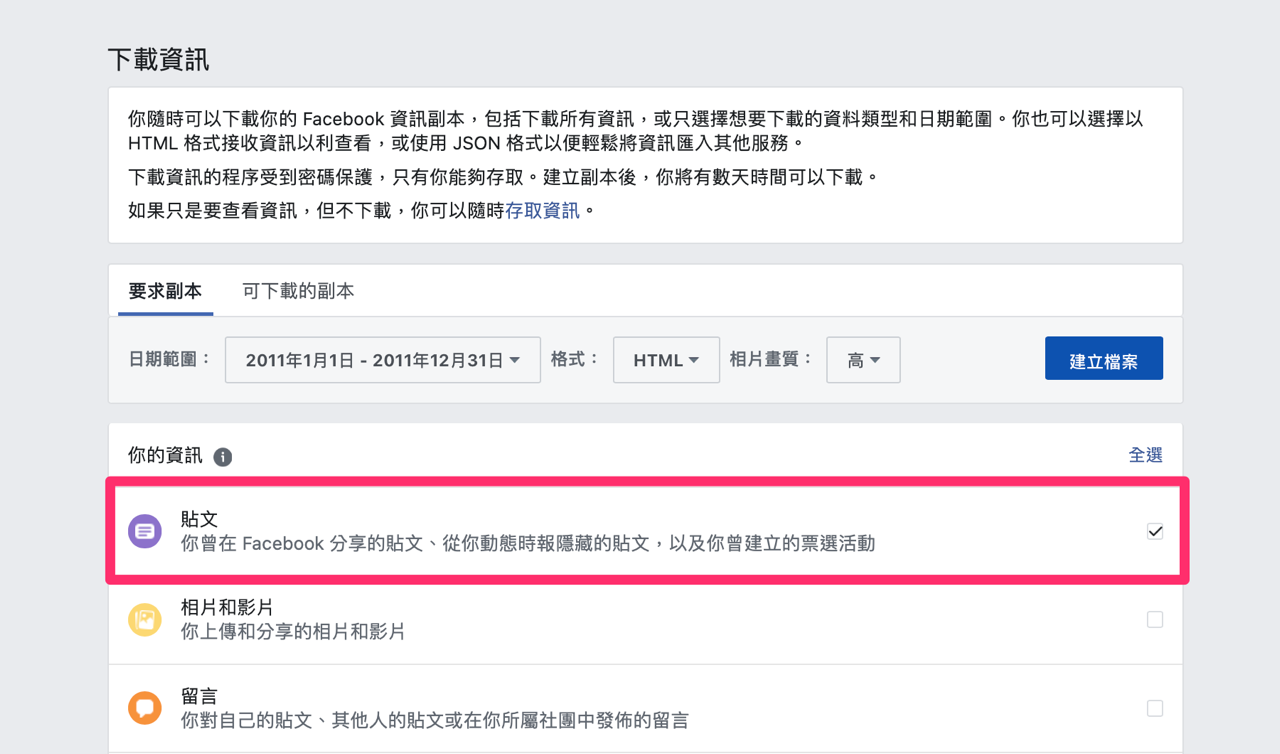 下載資訊
你隨時可以下載你的 Facebook 資訊副本，包括下載所有資訊，或只選擇想要下載的資料類型和日期範圍。你也可以選擇以
HTML 格式接收資訊以利查看，或使用 JSON 格式以便輕鬆將資訊匯入其他服務。
下載資訊的程序受到密碼保護，只有你能夠存取。建立副本後，你將有數天時間可以下載。
如果只是要查看資訊，但不下載，你可以隨時存取資訊。
要求副本 可下載的副本
日期範圍： 2011年1月1日 - 2011年12月31日 格式： HTML 相片畫質： 高 建立檔案
你的資訊 全選
貼文
你曾在 Facebook 分享的貼文、從你動態時報隱藏的貼文，以及你曾建立的票選活動
相片和影片
你上傳和分享的相片和影片
留言
你對自己的貼文、其他人的貼文或在你所屬社團中發佈的留言